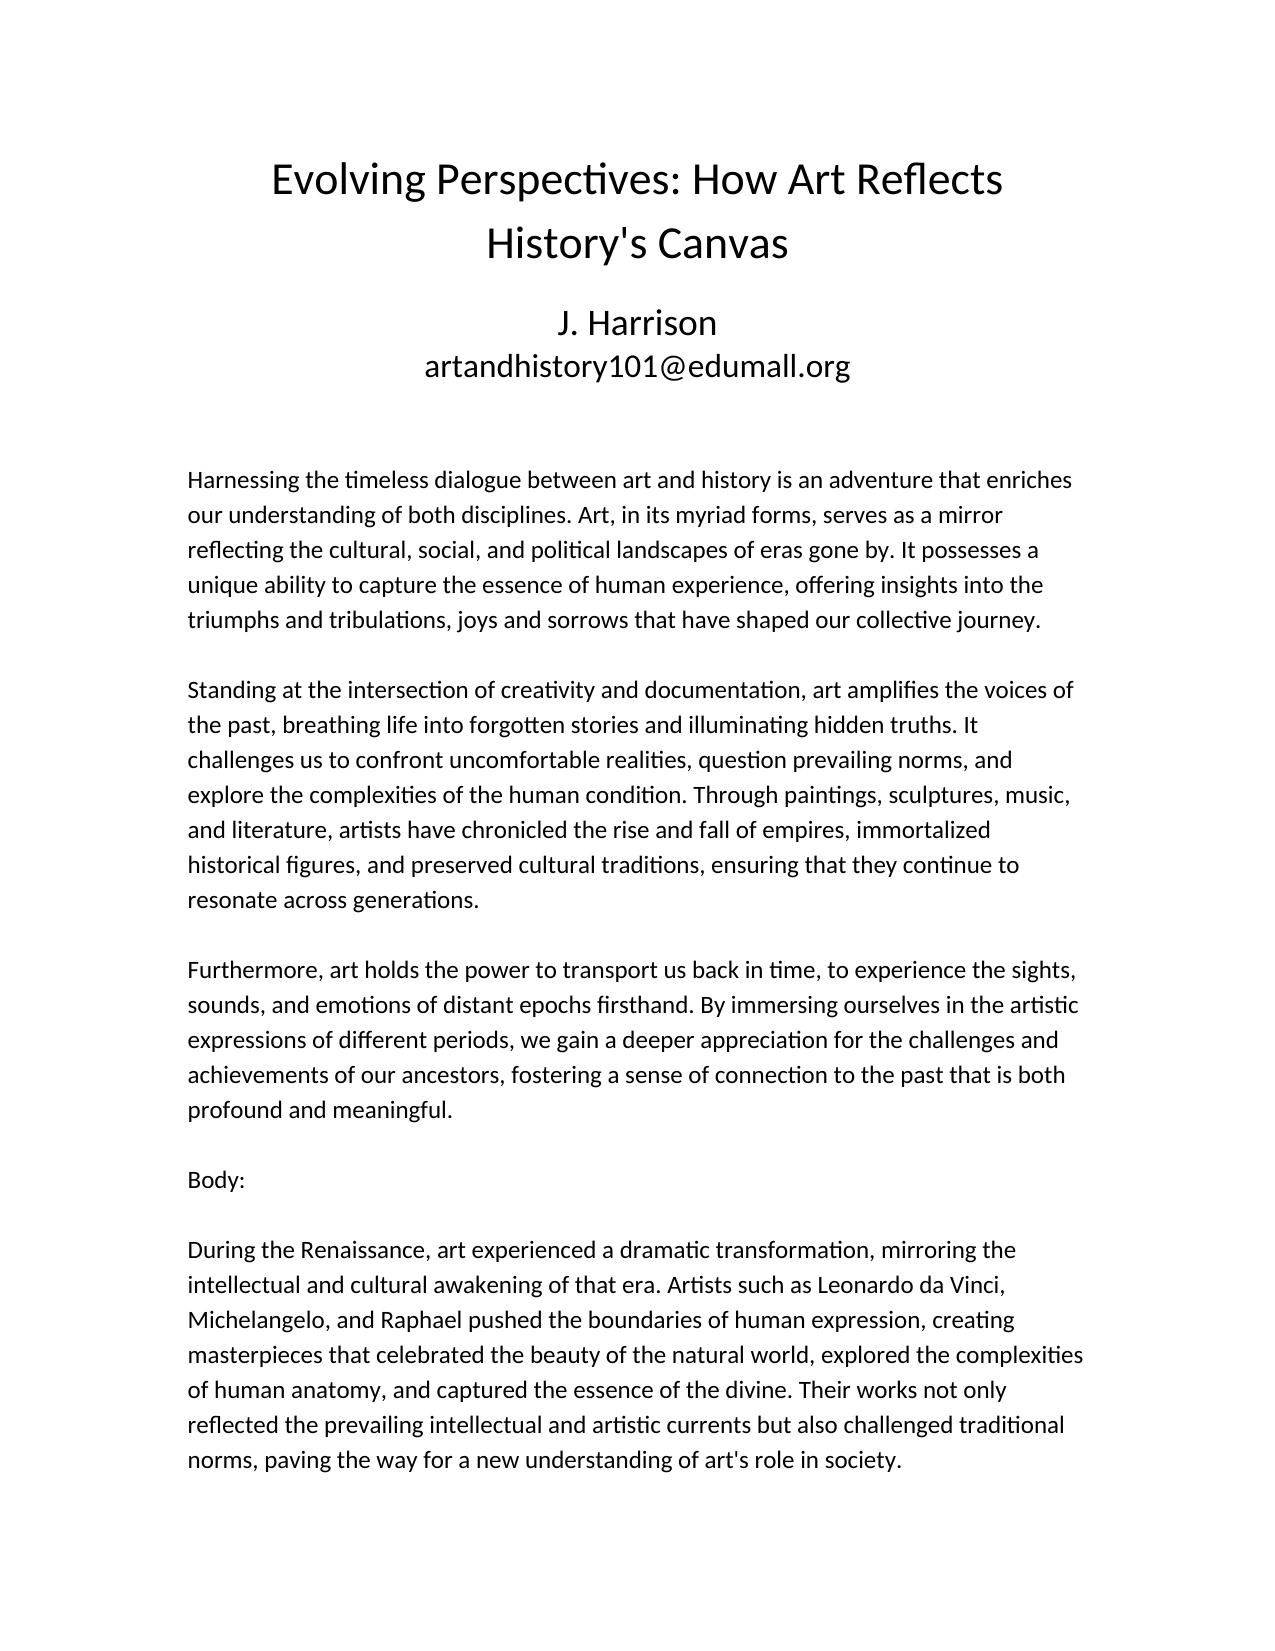 Evolving Perspectives: How Art Reflects
History's Canvas
J. Harrison
artandhistory101@edumall.org
Harnessing the timeless dialogue between art and history is an adventure that enriches
our understanding of both disciplines. Art, in its myriad forms, serves as a mirror
reflecting the cultural, social, and political landscapes of eras gone by. It possesses a
unique ability to capture the essence of human experience, offering insights into the
triumphs and tribulations, joys and sorrows that have shaped our collective journey.
Standing at the intersection of creativity and documentation, art amplifies the voices of
the past, breathing life into forgotten stories and illuminating hidden truths. It
challenges us to confront uncomfortable realities, question prevailing norms, and
explore the complexities of the human condition. Through paintings, sculptures, music,
and literature, artists have chronicled the rise and fall of empires, immortalized
historical figures, and preserved cultural traditions, ensuring that they continue to
resonate across generations.
Furthermore, art holds the power to transport us back in time, to experience the sights,
sounds, and emotions of distant epochs firsthand. By immersing ourselves in the artistic
expressions of different periods, we gain a deeper appreciation for the challenges and
achievements of our ancestors, fostering a sense of connection to the past that is both
profound and meaningful.
Body:
During the Renaissance, art experienced a dramatic transformation, mirroring the
intellectual and cultural awakening of that era. Artists such as Leonardo da Vinci,
Michelangelo, and Raphael pushed the boundaries of human expression, creating
masterpieces that celebrated the beauty of the natural world, explored the complexities
of human anatomy, and captured the essence of the divine. Their works not only
reflected the prevailing intellectual and artistic currents but also challenged traditional
norms, paving the way for a new understanding of art's role in society.